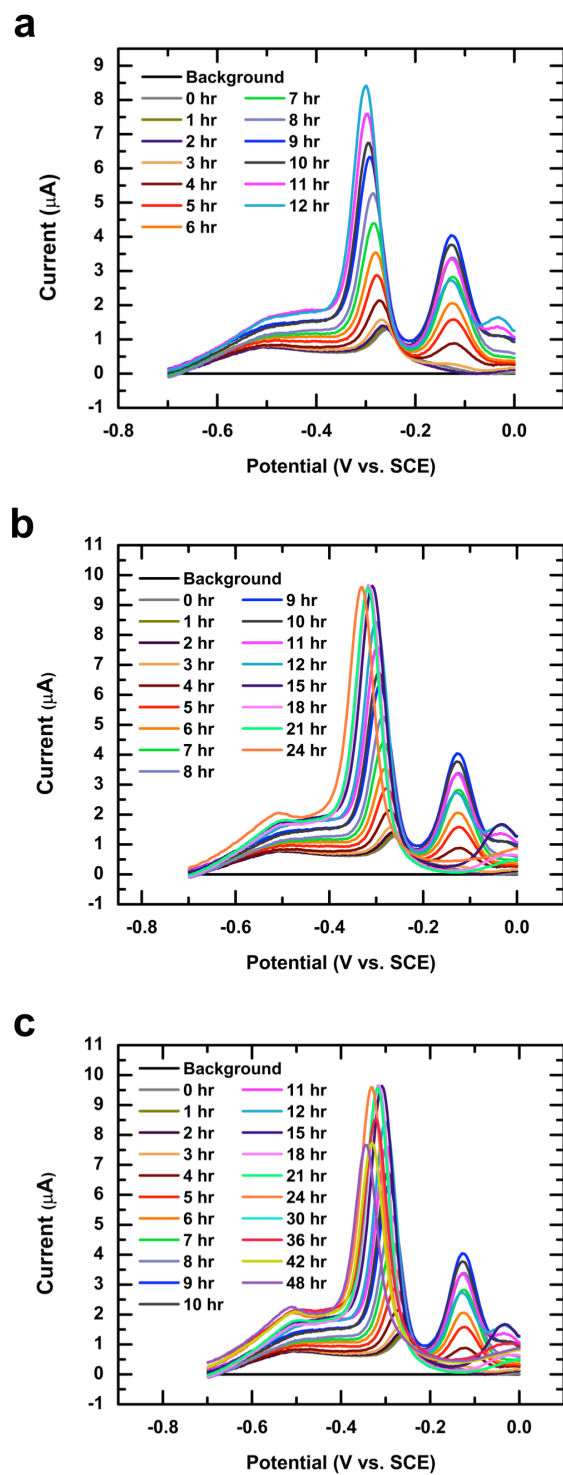 a
9
8
7
6
5
4
3
2
1
0
-1
Current (µA)
Background
0 hr 7 hr
1 hr 8 hr
2 hr 9 hr
3 hr 10 hr
4 hr 11 hr
5 hr 12 hr
6 hr
-0.8 -0.6 -0.4 -0.2 0.0
Potential (V vs. SCE)
b
11
10
9
8
7
6
5
4
3
2
1
0
-1
Current (µA)
Background
0 hr 9 hr
1 hr 10 hr
2 hr 11 hr
3 hr 12 hr
4 hr 15 hr
5 hr 18 hr
6 hr 21 hr
7 hr 24 hr
8 hr
-0.8 -0.6 -0.4 -0.2 0.0
Potential (V vs. SCE)
c
11
10
9
8
7
6
5
4
3
2
1
0
-1
Current (µA)
Background
0 hr 11 hr
1 hr 12 hr
2 hr 15 hr
3 hr 18 hr
4 hr 21 hr
5 hr 24 hr
6 hr 30 hr
7 hr 36 hr
8 hr 42 hr
9 hr 48 hr
10 hr
-0.8 -0.6 -0.4 -0.2 0.0
Potential (V vs. SCE)